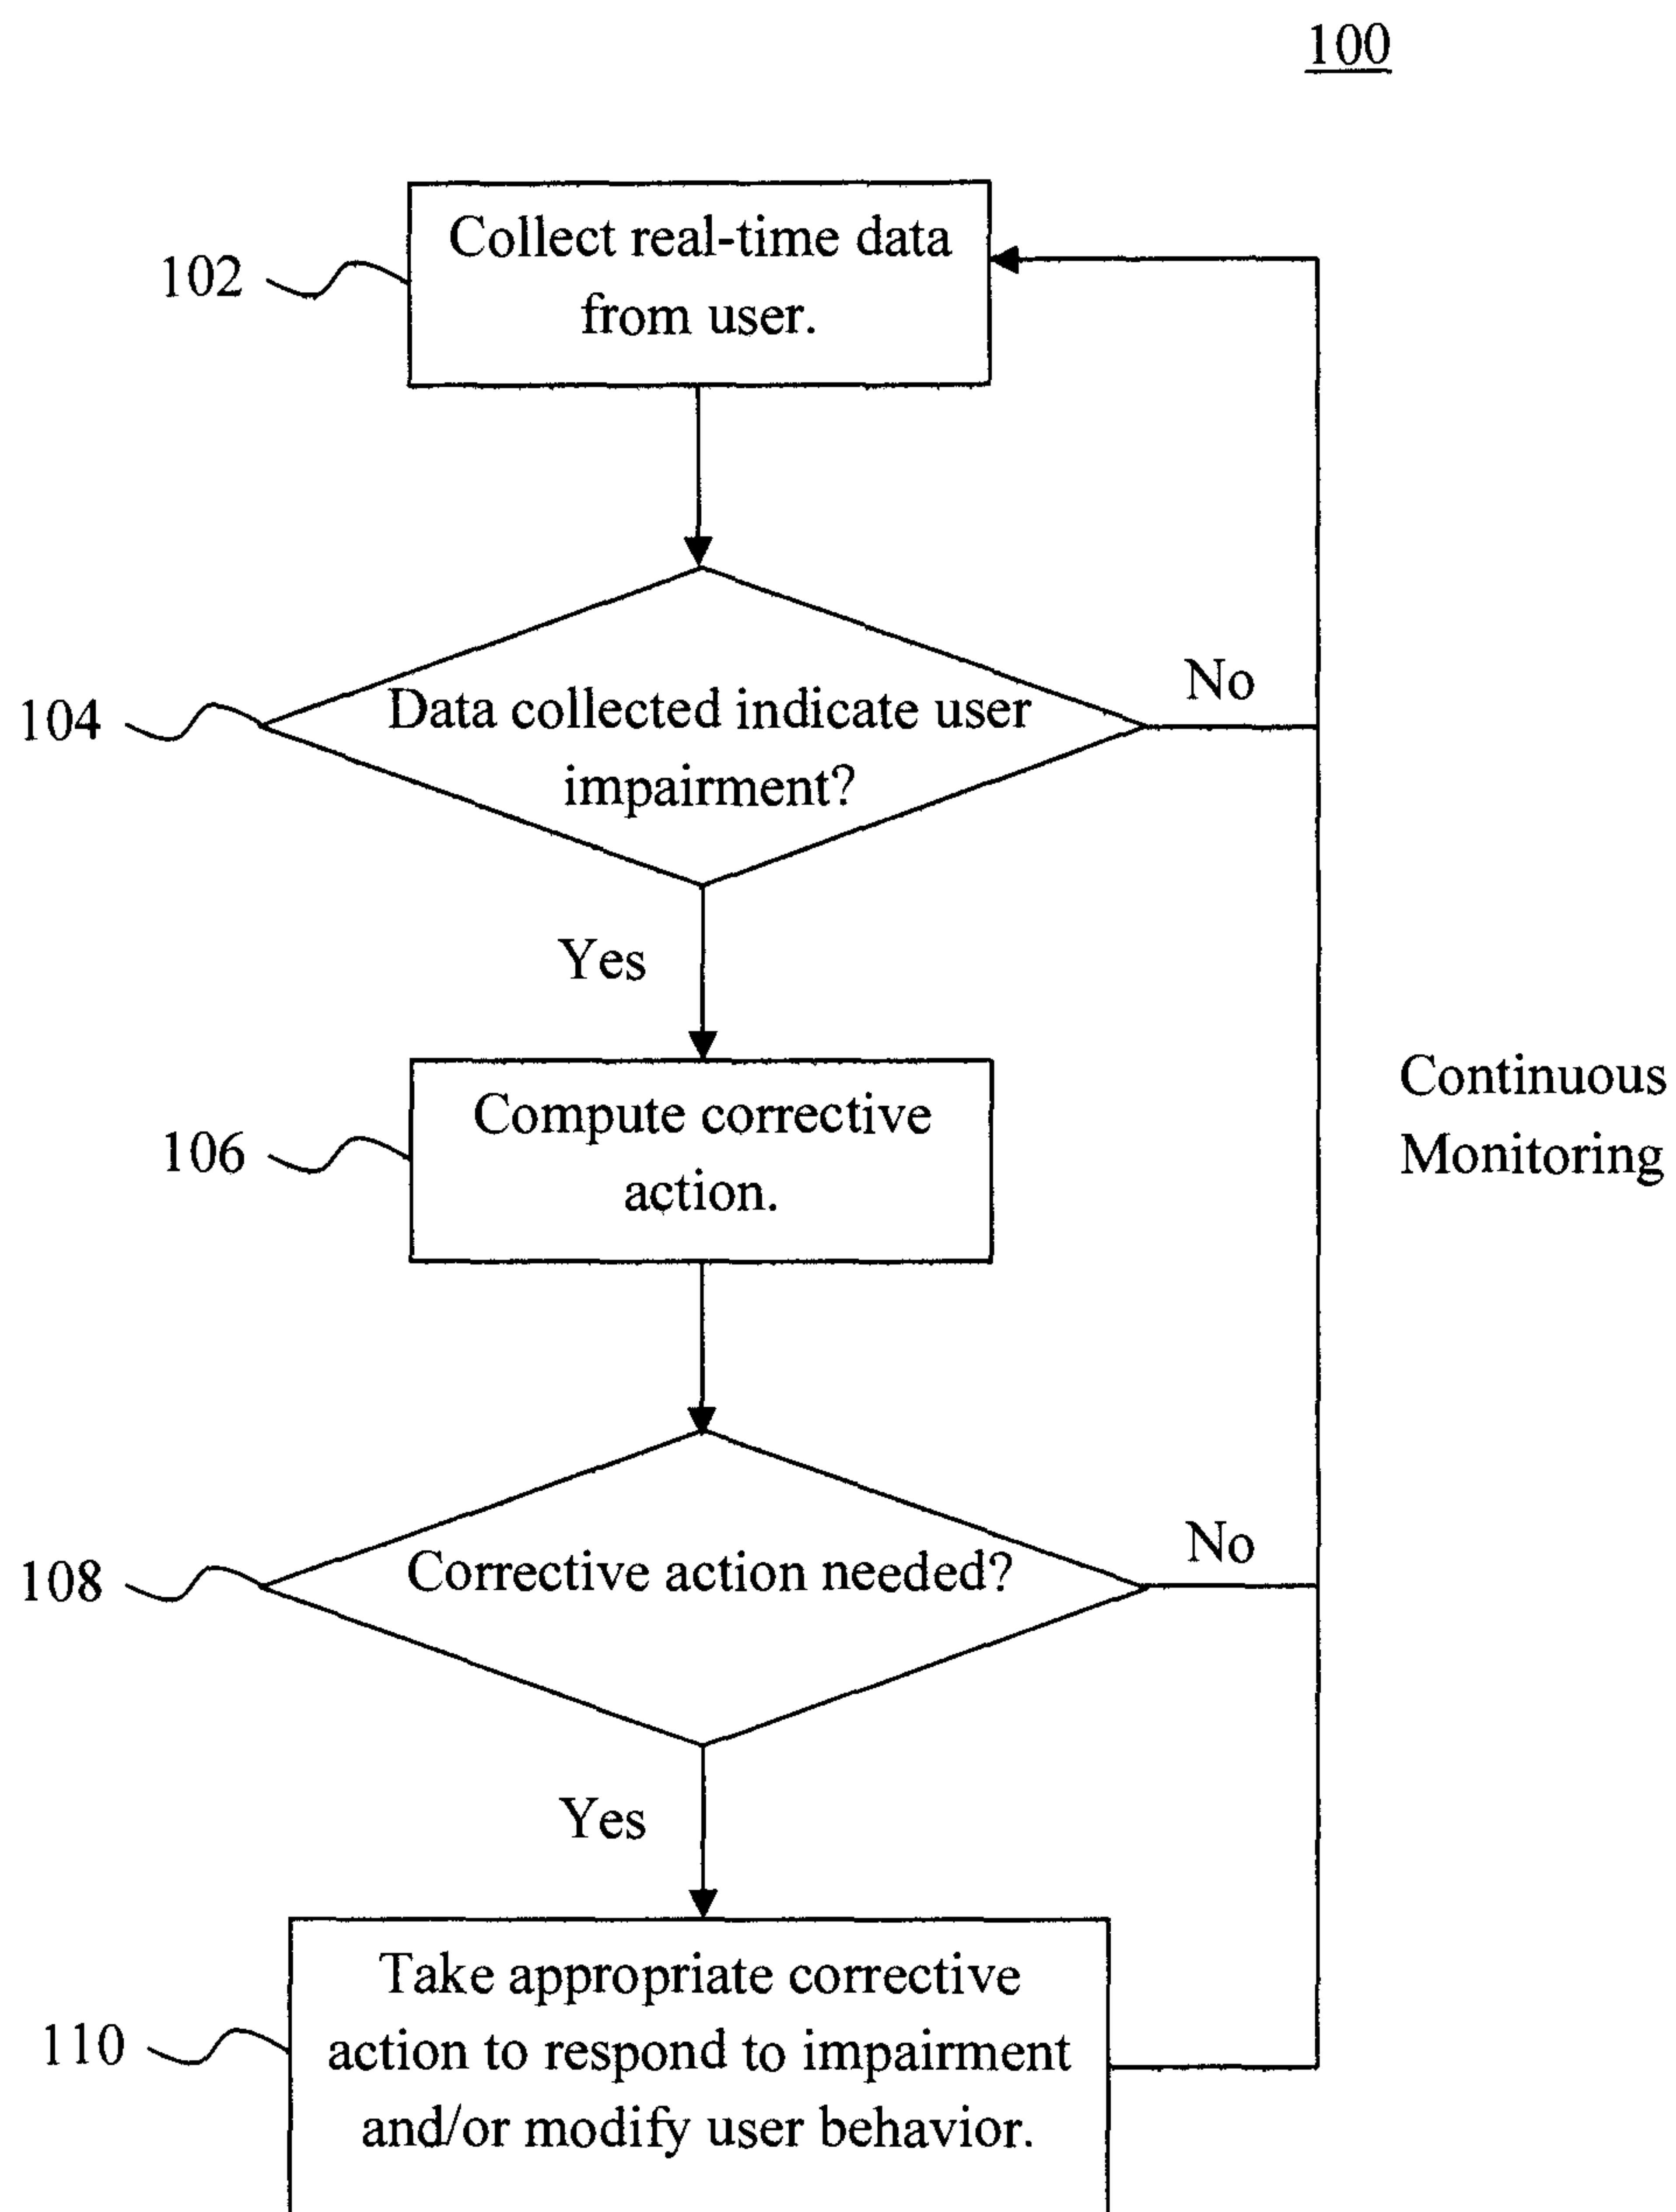 100
Collect real-time data
from user.
102
Data collected indicate user
impairment?
104
No
Yes
Compute corrective
action.
106
Continuous
Monitoring
Corrective action needed?
108
No
Yes
Take appropriate corrective
action to respond to impairment
and/or modify user behavior.
110